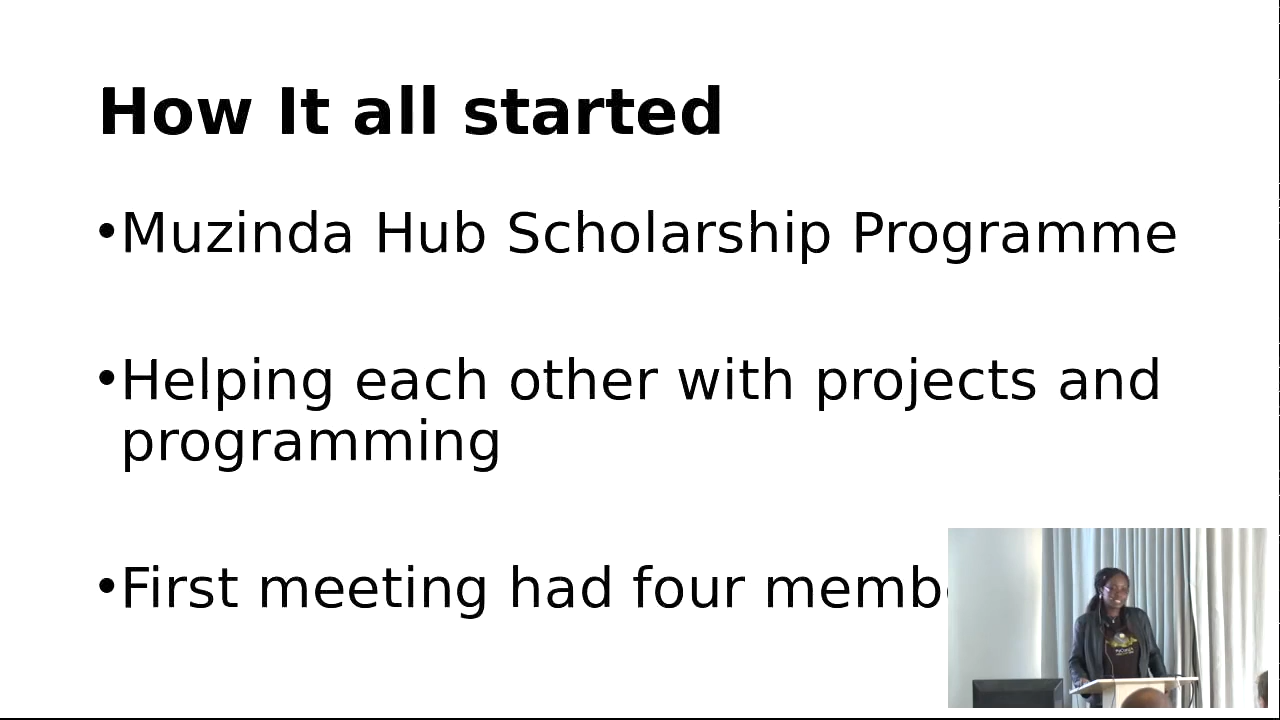 How It all started
•Muzinda Hub Scholarship Programme
•Helping each other with projects and
programming
•First meeting had four